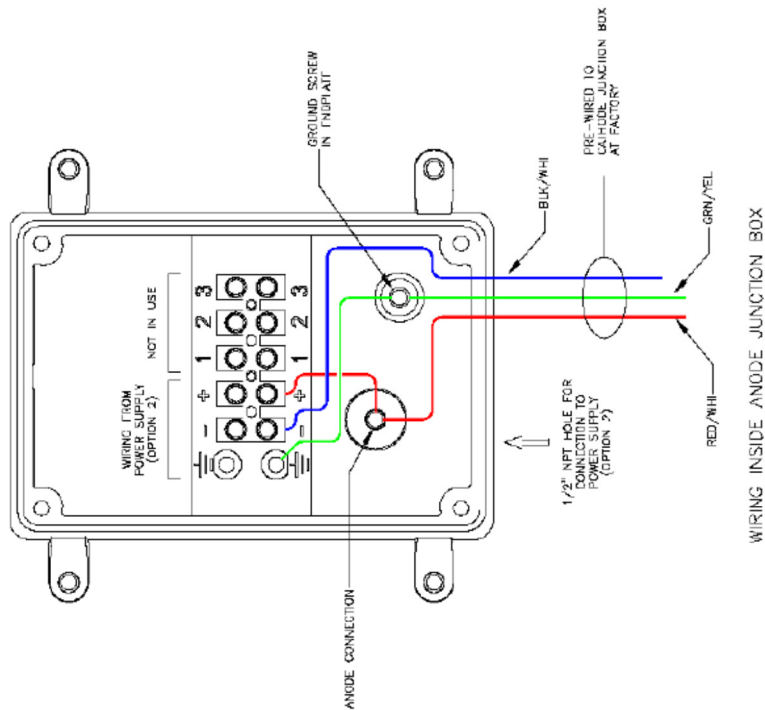 GROUND SCREW
IN ENDPLATE
PRE-WIRED TO
CATHODE JUNCTION BOX
AT FACTORY
BLK/WHI
GRN/YEL
RED/WHI
NOT IN USE
WIRING FROM
POWER SUPPLY
(OPTION 2)
- + 1 2 3
- + 1 2 3
1/2" NPT HOLE FOR
CONNECTION TO
POWER SUPPLY
(OPTION 2)
ANODE CONNECTION
WIRING INSIDE ANODE JUNCTION BOX